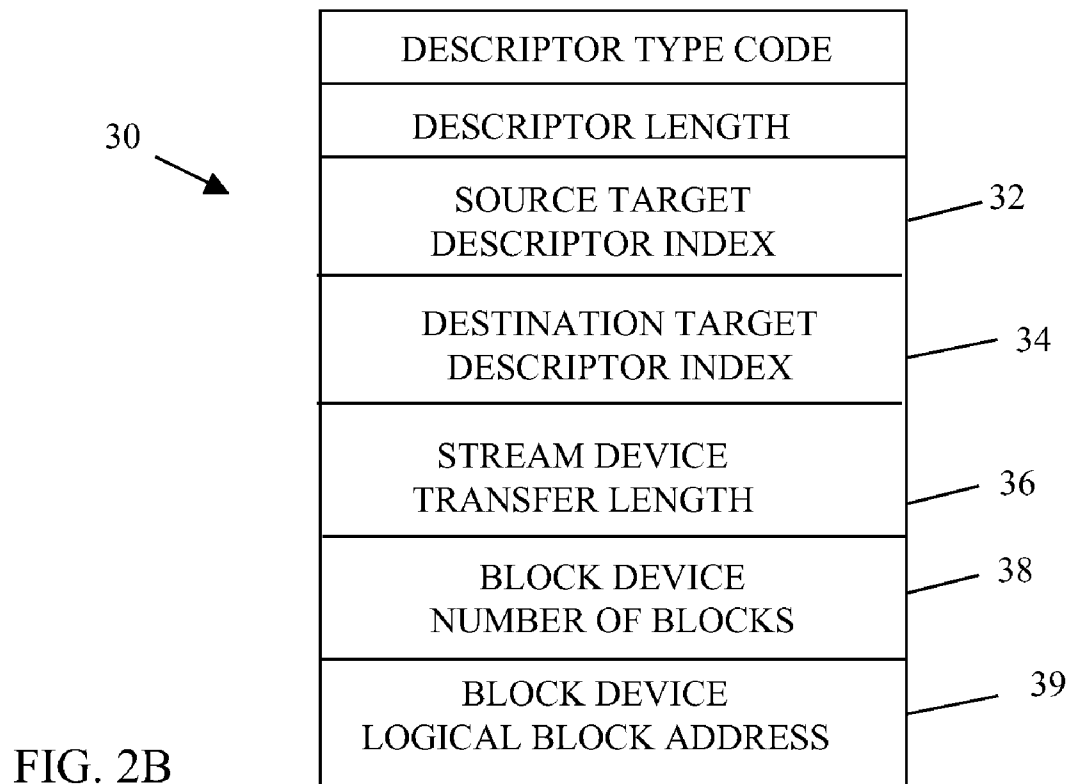 DESCRIPTOR TYPE CODE
DESCRIPTOR LENGTH
30
SOURCE TARGET
DESCRIPTOR INDEX
32
DESTINATION TARGET
DESCRIPTOR INDEX
34
STREAM DEVICE
TRANSFER LENGTH
36
BLOCK DEVICE
NUMBER OF BLOCKS
38
BLOCK DEVICE
LOGICAL BLOCK ADDRESS
39
FIG. 2B